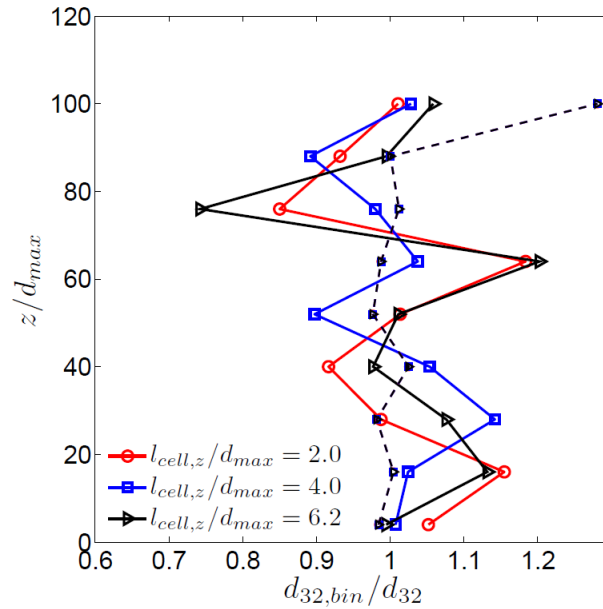 120
100
80
60
40
20
0
z/d_max
l_cell,z/d_max = 2.0
l_cell,z/d_max = 4.0
l_cell,z/d_max = 6.2
0.6 0.7 0.8 0.9 1 1.1 1.2
d_32,bin/d_32